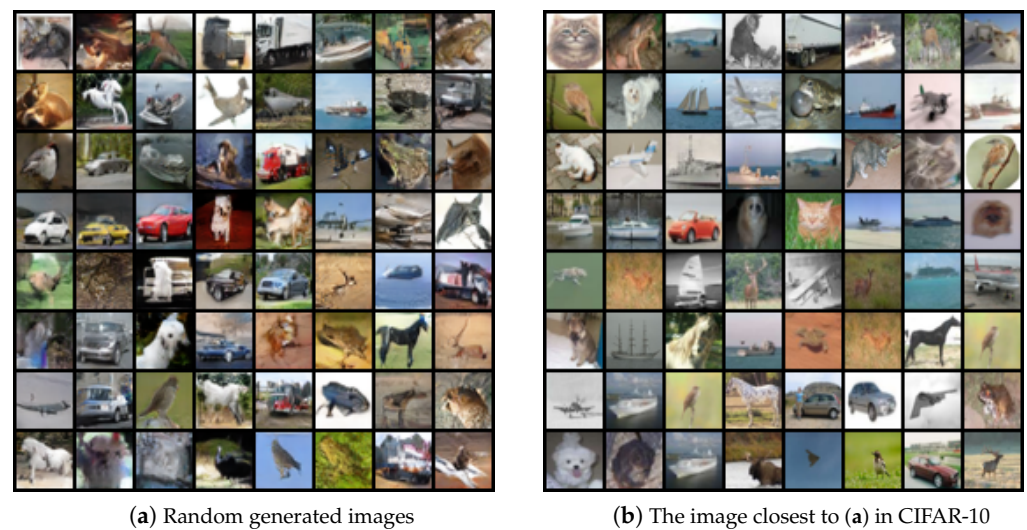 (a) Random generated images
(b) The image closest to (a) in CIFAR-10